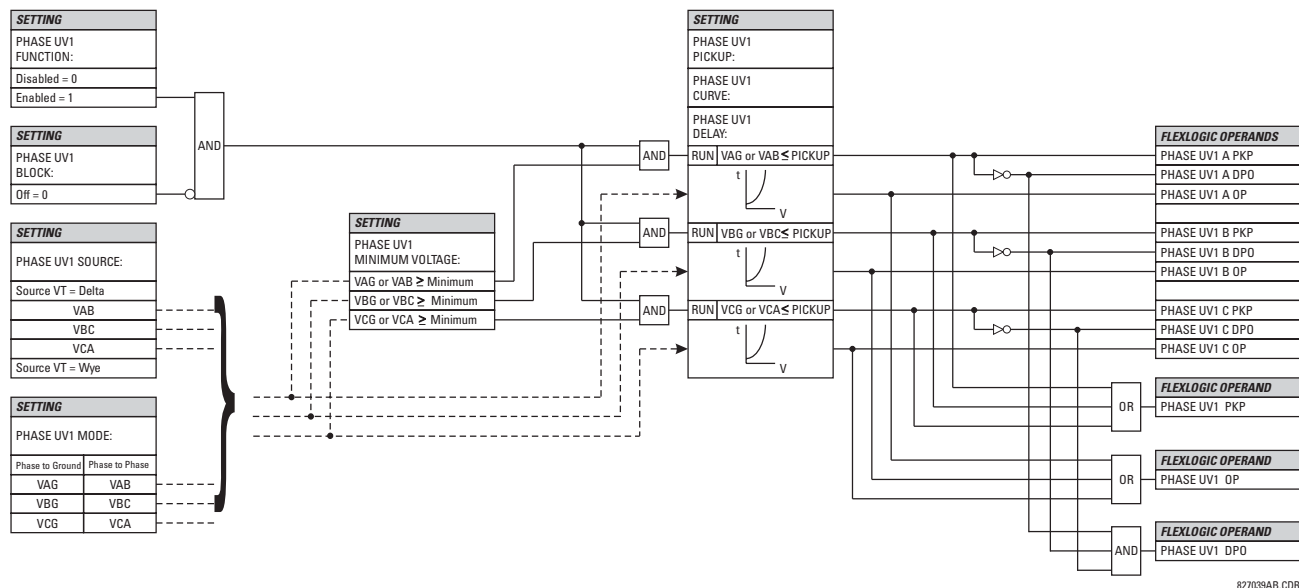 SETTING
PHASE UV1
FUNCTION:
Disabled = 0
Enabled = 1
SETTING
PHASE UV1
BLOCK:
Off = 0
AND
SETTING
PHASE UV1 SOURCE:
Source VT = Delta
VAB
VBC
VCA
Source VT = Wye
SETTING
PHASE UV1 MODE:
Phase to Ground Phase to Phase
VAG VAB
VBG VBC
VCG VCA
SETTING
PHASE UV1
MINIMUM VOLTAGE:
VAG or VAB ≥ Minimum
VBG or VBC ≥ Minimum
VCG or VCA ≥ Minimum
AND
AND
AND
SETTING
PHASE UV1
PICKUP:
PHASE UV1
CURVE:
PHASE UV1
DELAY:
RUN VAG or VAB ≤ PICKUP
t
V
RUN VBG or VBC ≤ PICKUP
t
V
RUN VCG or VCA ≤ PICKUP
t
V
FLEXLOGIC OPERANDS
PHASE UV1 A PKP
PHASE UV1 A DPO
PHASE UV1 A OP
PHASE UV1 B PKP
PHASE UV1 B DPO
PHASE UV1 B OP
PHASE UV1 C PKP
PHASE UV1 C DPO
PHASE UV1 C OP
OR
FLEXLOGIC OPERAND
PHASE UV1 PKP
OR
FLEXLOGIC OPERAND
PHASE UV1 OP
AND
FLEXLOGIC OPERAND
PHASE UV1 DPO
827039AB.CDR